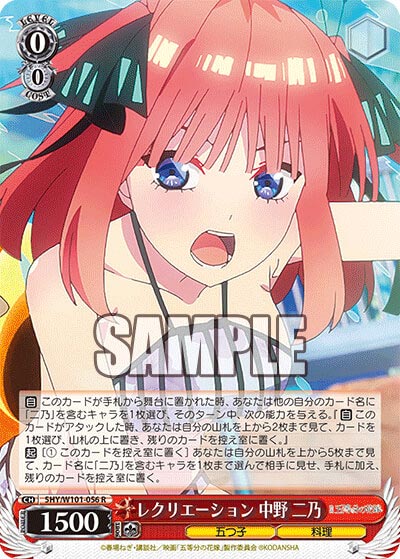 LEVEL
0
0
COST
SAMPLE
自 このカードが手札から舞台に置かれた時、あなたは他の自分のカード名に
「二乃」を含むキャラを1枚選び、そのターン中、次の能力を与える。『自 この
カードがアタックした時、あなたは自分の山札を上から2枚まで見て、カードを
1枚選び、山札の上に置き、残りのカードを控え室に置く。』
起 [① このカードを控え室に置く] あなたは自分の山札を上から5枚まで見
て、カード名に「二乃」を含むキャラを1枚まで選んで相手に見せ、手札に加え、
残りのカードを控え室に置く。
CH 5HY/W101-056 R
1500
レクリエーション 中野 二乃
五つ子
料理
©春場ねぎ・講談社／映画「五等分の花嫁」製作委員会 ®KODANSHA